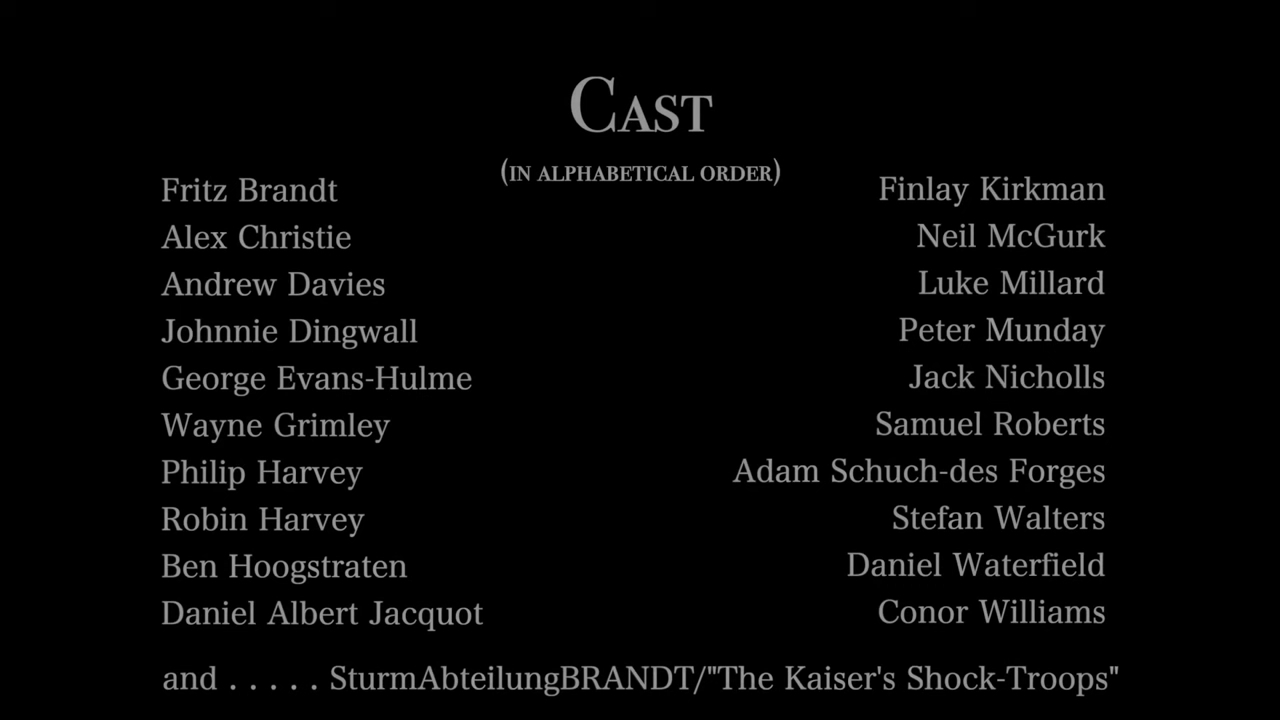 Cast
(in alphabetical order)
Fritz Brandt
Alex Christie
Andrew Davies
Johnnie Dingwall
George Evans-Hulme
Wayne Grimley
Philip Harvey
Robin Harvey
Ben Hoogstraten
Daniel Albert Jacquot
Finlay Kirkman
Neil McGurk
Luke Millard
Peter Munday
Jack Nicholls
Samuel Roberts
Adam Schuch-des Forges
Stefan Walters
Daniel Waterfield
Conor Williams
and . . . . . SturmAbteilungBRANDT/"The Kaiser's Shock-Troops"